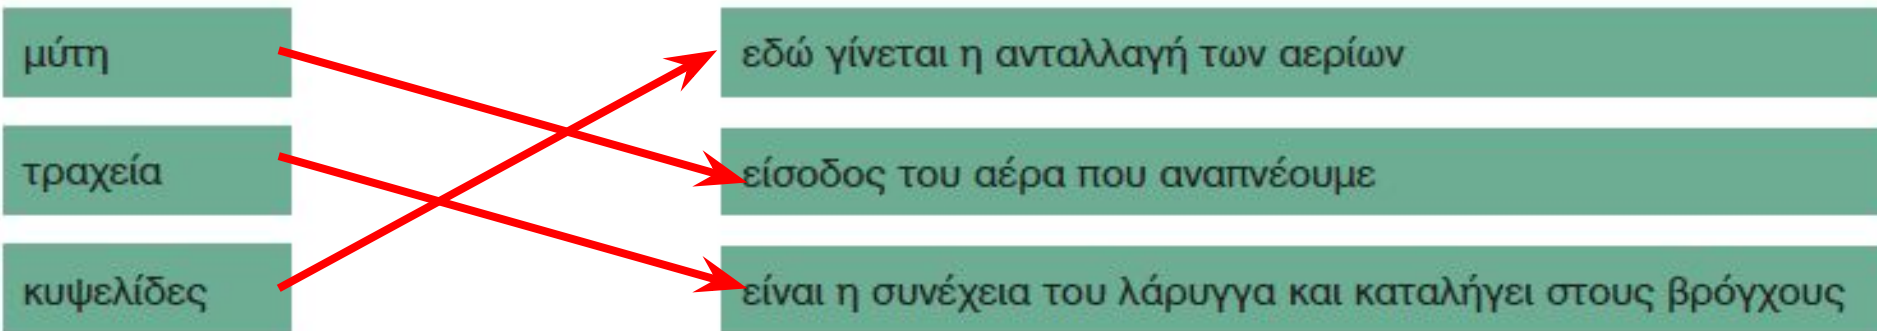 μύτη
εδώ γίνεται η ανταλλαγή των αερίων
τραχεία
είσοδος του αέρα που αναπνέουμε
κυψελίδες
είναι η συνέχεια του λάρυγγα και καταλήγει στους βρόγχους